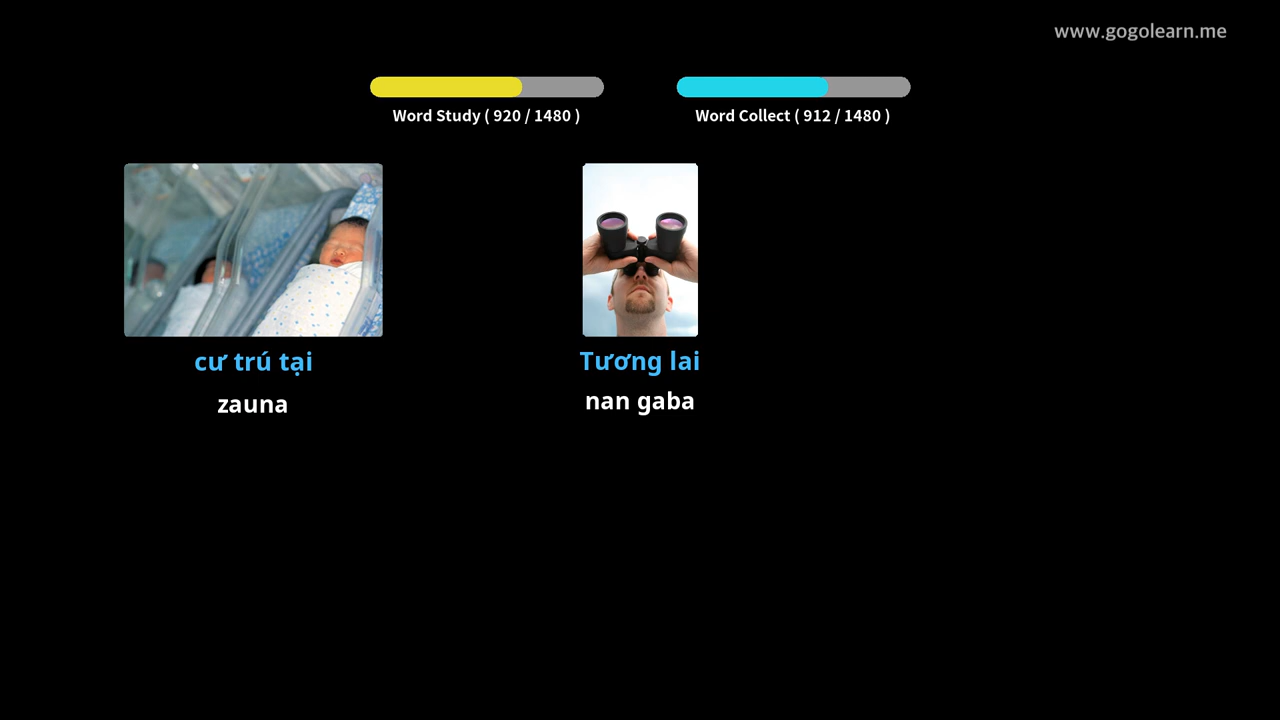 www.gogolearn.me
Word Study ( 920 / 1480 )
Word Collect ( 912 / 1480 )
cư trú tại
zauna
Tương lai
nan gaba